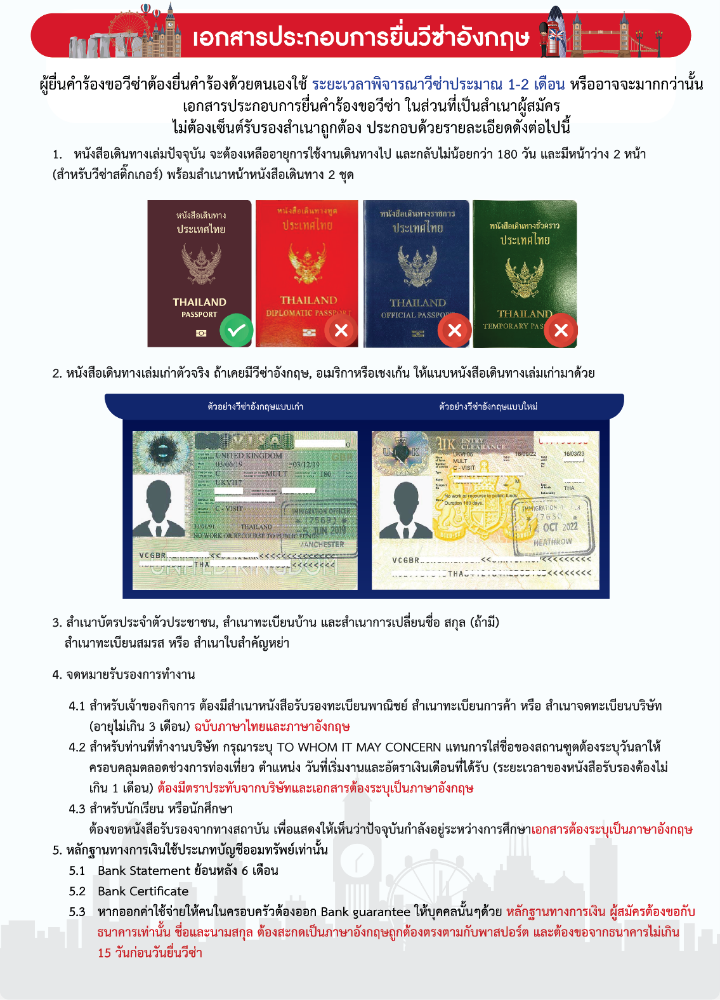 เอกสารประกอบการยื่นวีซ่าอังกฤษ
ผู้ยื่นคำร้องขอวีซ่าต้องยื่นคำร้องด้วยตนเองใช้ ระยะเวลาพิจารณาวีซ่าประมาณ 1-2 เดือน หรืออาจจะมากกว่านั้น
เอกสารประกอบการยื่นคำร้องขอวีซ่า ในส่วนที่เป็นสำเนาผู้สมัคร
ไม่ต้องเซ็นต์รับรองสำเนาถูกต้อง ประกอบด้วยรายละเอียดดังต่อไปนี้
1. หนังสือเดินทางเล่มปัจจุบัน จะต้องเหลืออายุการใช้งานเดินทางไป และกลับไม่น้อยกว่า 180 วัน และมีหน้าว่าง 2 หน้า
(สำหรับวีซ่าสติ๊กเกอร์) พร้อมสำเนาหน้าหนังสือเดินทาง 2 ชุด
หนังสือเดินทาง
ประเทศไทย
THAILAND
PASSPORT
หนังสือเดินทางทูต
ประเทศไทย
THAILAND
DIPLOMATIC PASSPORT
หนังสือเดินทางราชการ
ประเทศไทย
THAILAND
OFFICIAL PASSPORT
หนังสือเดินทางชั่วคราว
ประเทศไทย
THAILAND
TEMPORARY PAS
2. หนังสือเดินทางเล่มเก่าตัวจริง ถ้าเคยมีวีซ่าอังกฤษ, อเมริกาหรือเชงเก้น ให้แนบหนังสือเดินทางเล่มเก่ามาด้วย
ตัวอย่างวีซ่าอังกฤษแบบเก่า
VISA
GBR
UNITED KINGDOM
03/06/19 -03/12/19
C MULT 180
UKVI17
C - VISIT
31/01/91 THAILAND
NO WORK OR RECOURSE TO PUBLIC FUNDS
IMMIGRATION OFFICER
* (7569) *
-5 JUN 2019
MANCHESTER
VCGBR
THA
UNITED KINGDOM
ตัวอย่างวีซ่าอังกฤษแบบใหม่
UK ENTRY
CLEARANCE
UKVI 06 16/09/22 16/03/23
MULT
C - VISIT
M
THA
No work or recourse to public funds
Duration 180 days.
IMMIGRATION
* (7630 *
14 OCT 2022
HEATHROW
VCGBR
THA
3. สำเนาบัตรประจำตัวประชาชน, สำเนาทะเบียนบ้าน และสำเนาการเปลี่ยนชื่อ สกุล (ถ้ามี)
สำเนาทะเบียนสมรส หรือ สำเนาใบสำคัญหย่า
4. จดหมายรับรองการทำงาน
4.1 สำหรับเจ้าของกิจการ ต้องมีสำเนาหนังสือรับรองทะเบียนพาณิชย์ สำเนาทะเบียนการค้า หรือ สำเนาจดทะเบียนบริษัท
(อายุไม่เกิน 3 เดือน) ฉบับภาษาไทยและภาษาอังกฤษ
4.2 สำหรับท่านที่ทำงานบริษัท กรุณาระบุ TO WHOM IT MAY CONCERN แทนการใส่ชื่อของสถานฑูตต้องระบุวันลาให้
ครอบคลุมตลอดช่วงการท่องเที่ยว ตำแหน่ง วันที่เริ่มงานและอัตราเงินเดือนที่ได้รับ (ระยะเวลาของหนังสือรับรองต้องไม่
เกิน 1 เดือน) ต้องมีตราประทับจากบริษัทและเอกสารต้องระบุเป็นภาษาอังกฤษ
4.3 สำหรับนักเรียน หรือนักศึกษา
ต้องขอหนังสือรับรองจากทางสถาบัน เพื่อแสดงให้เห็นว่าปัจจุบันกำลังอยู่ระหว่างการศึกษาเอกสารต้องระบุเป็นภาษาอังกฤษ
5. หลักฐานทางการเงินใช้ประเภทบัญชีออมทรัพย์เท่านั้น
5.1 Bank Statement ย้อนหลัง 6 เดือน
5.2 Bank Certificate
5.3 หากออกค่าใช้จ่ายให้คนในครอบครัวต้องออก Bank guarantee ให้บุคคลนั้นๆด้วย หลักฐานทางการเงิน ผู้สมัครต้องขอกับ
ธนาคารเท่านั้น ชื่อและนามสกุล ต้องสะกดเป็นภาษาอังกฤษถูกต้องตรงตามกับพาสปอร์ต และต้องขอจากธนาคารไม่เกิน
15 วันก่อนวันยื่นวีซ่า